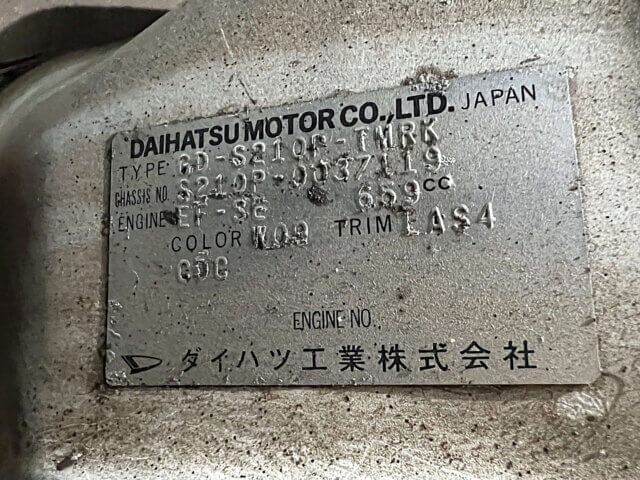 DAIHATSU MOTOR CO.,LTD. JAPAN
TYPE GD-S210P-TMRK
CHASSIS NO. S210P-0037119
ENGINE EF-SE 659CC
COLOR W09 TRIM LAS4
GDG
ENGINE NO.
ダイハツ工業株式会社